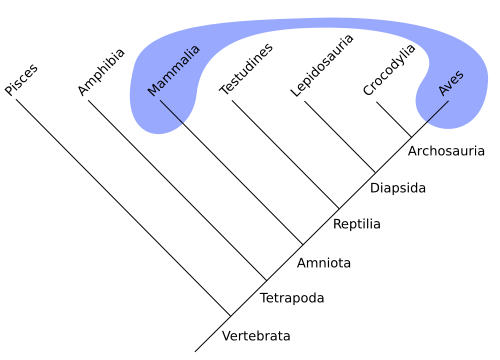 Pisces
Amphibia
Mammalia
Testudines
Lepidosauria
Crocodylia
Aves
Archosauria
Diapsida
Reptilia
Amniota
Tetrapoda
Vertebrata